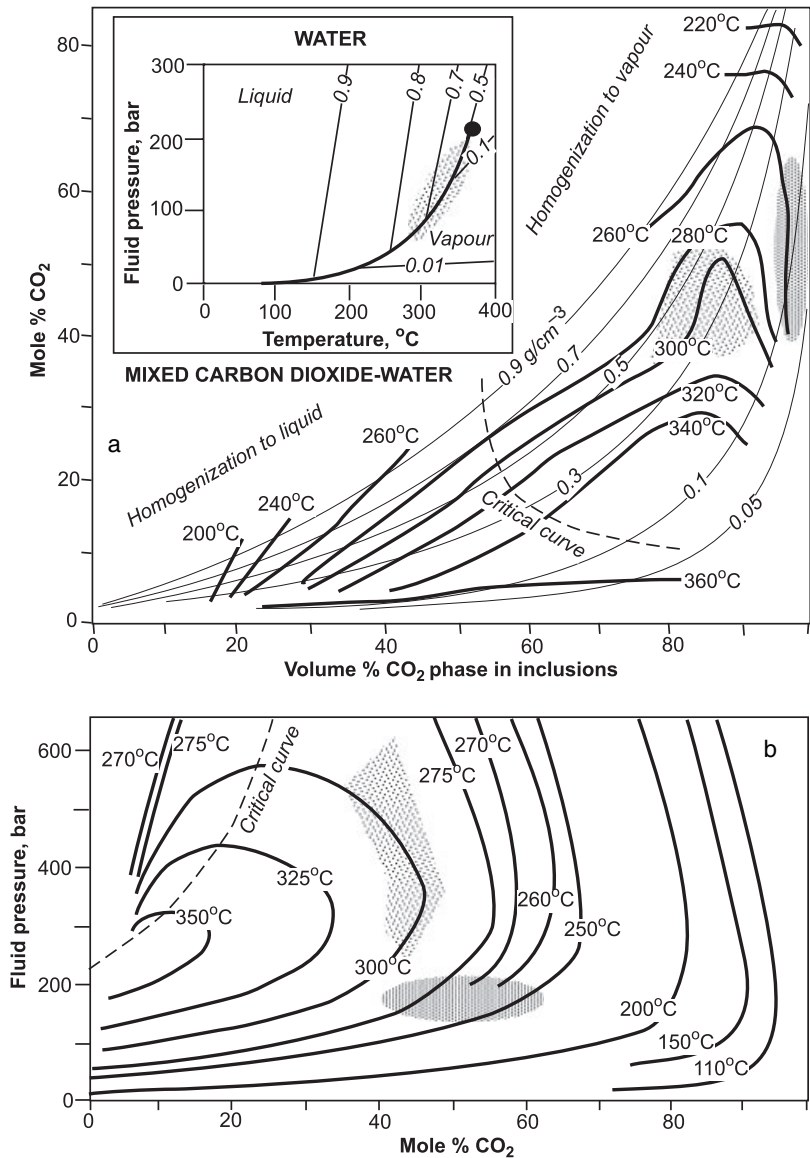 80
60
40
20
0
Mole % CO2
WATER
300
200
100
0
Fluid pressure, bar
Liquid
0.9
0.8
0.7
0.5
0.1
Vapour
0.01
0
100
200
300
400
Temperature, °C
MIXED CARBON DIOXIDE-WATER
a
Homogenization to liquid
Homogenization to vapour
220°C
240°C
260°C
280°C
300°C
320°C
340°C
360°C
260°C
240°C
200°C
0.9 g/cm-3
0.7
0.5
0.3
0.1
0.05
Critical curve
0
20
40
60
80
Volume % CO2 phase in inclusions
b
600
400
200
0
Fluid pressure, bar
270°C
275°C
Critical curve
275°C
270°C
325°C
350°C
260°C
250°C
300°C
200°C
150°C
110°C
0
20
40
60
80
Mole % CO2